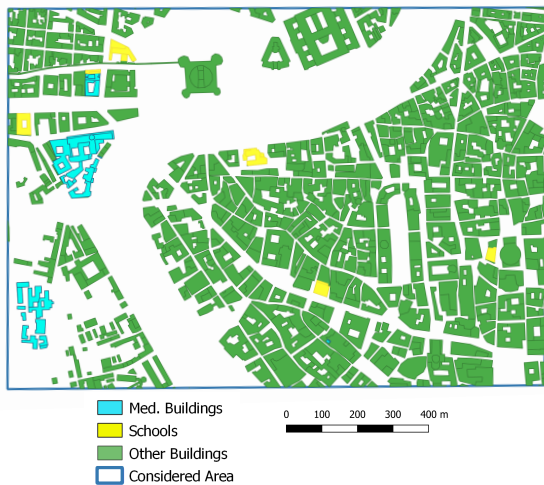 Med. Buildings
Schools
Other Buildings
Considered Area
0 100 200 300 400 m